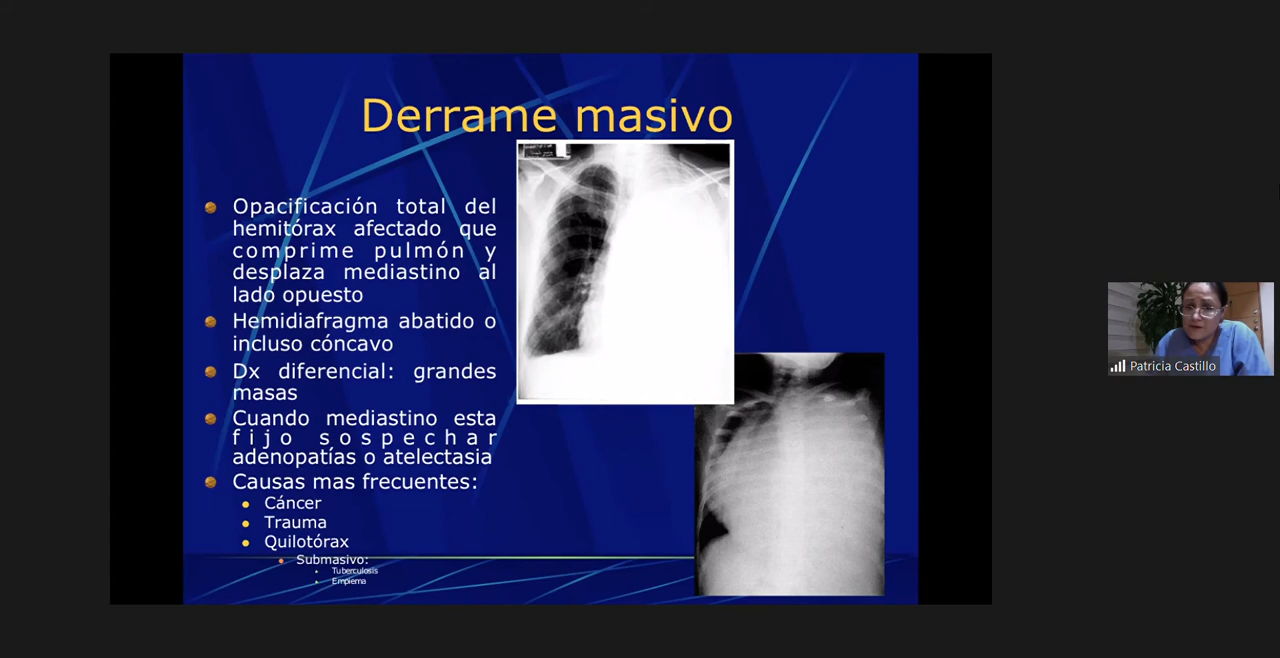 Derrame masivo
Opacificación total del
hemitórax afectado que
comprime pulmón y
desplaza mediastino al
lado opuesto
Hemidiafragma abatido o
incluso cóncavo
Dx diferencial: grandes
masas
Cuando mediastino esta
fijo sospechar
adenopatías o atelectasia
Causas mas frecuentes:
Cáncer
Trauma
Quilotórax
Submasivo:
Tuberculosis
Empiema
Patricia Castillo